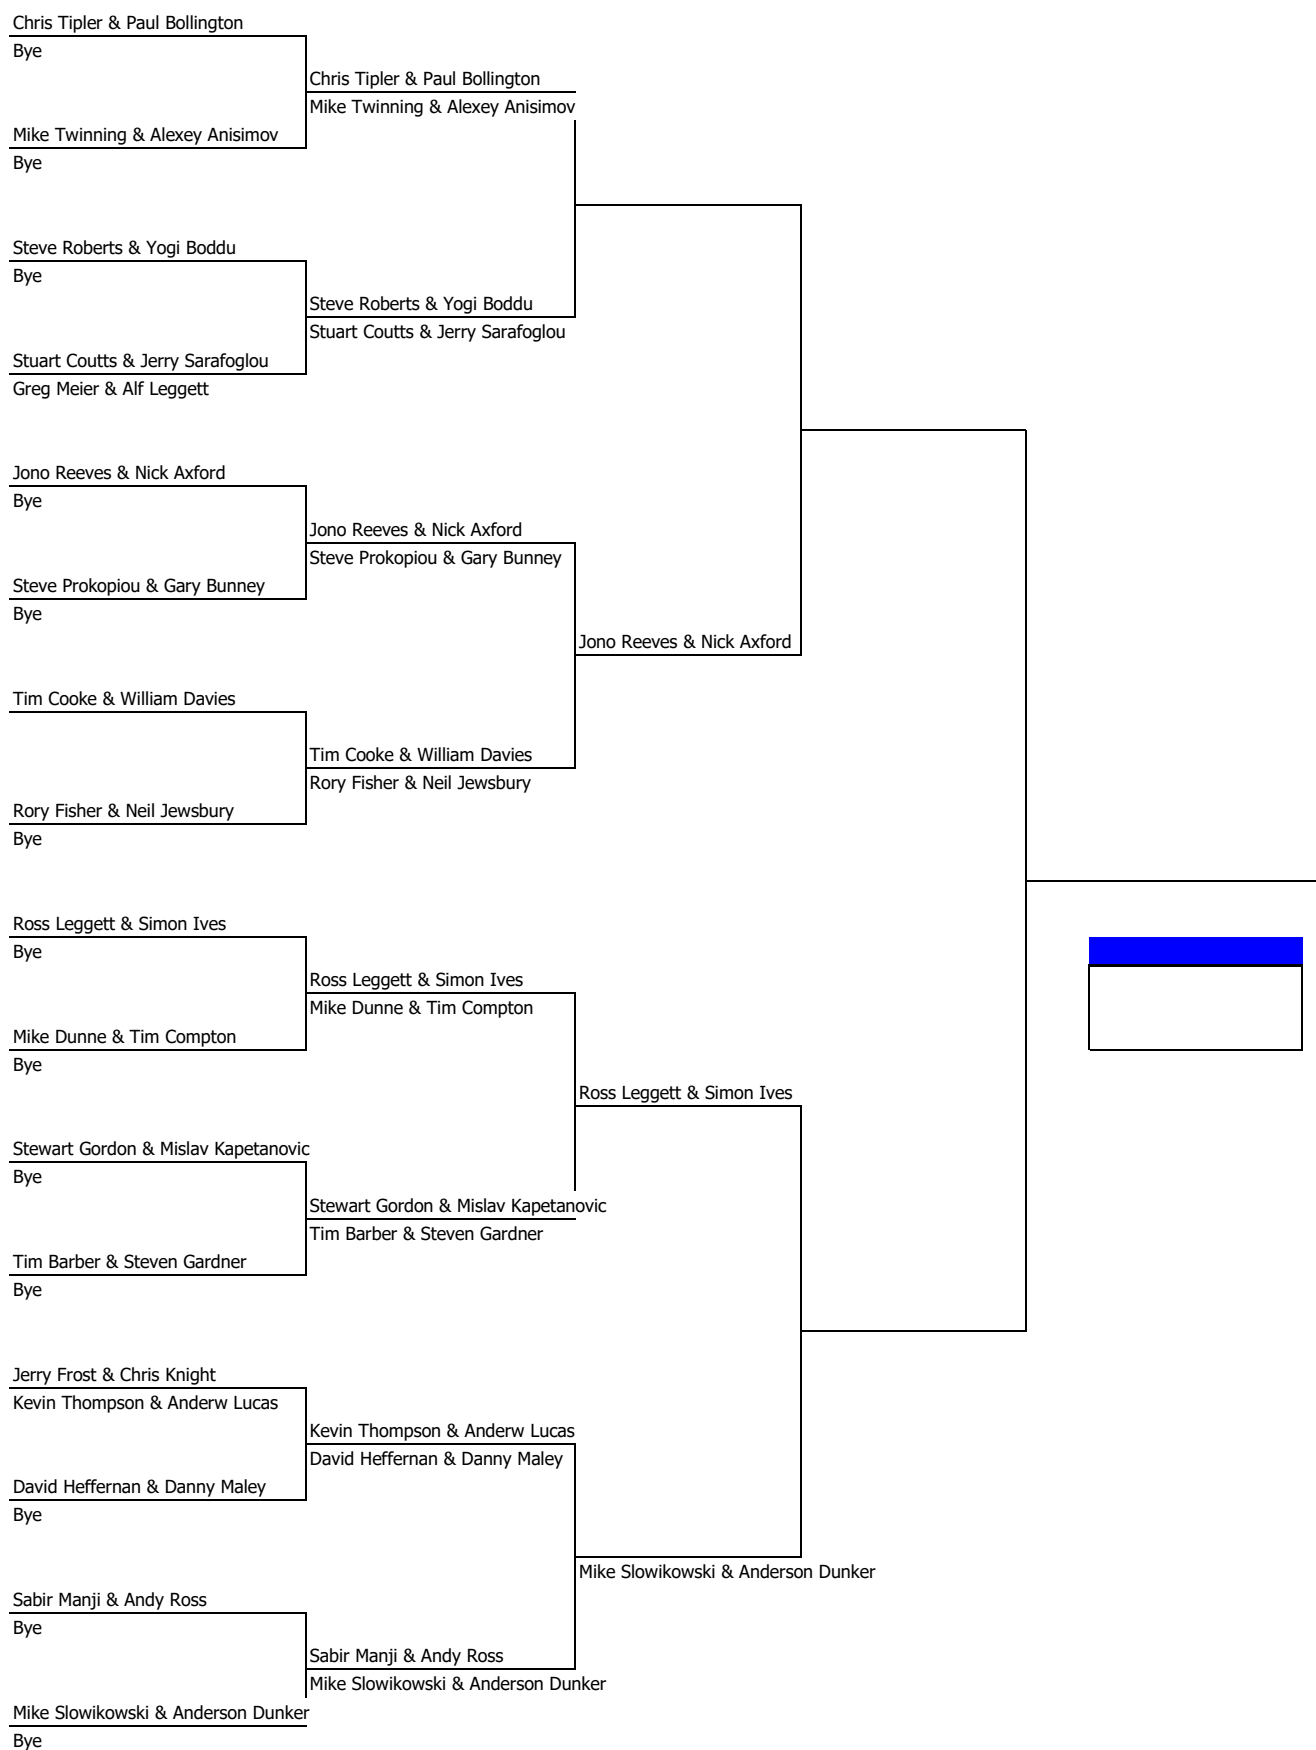 Chris Tipler & Paul Bollington
Bye
Chris Tipler & Paul Bollington
Mike Twinning & Alexey Anisimov
Mike Twinning & Alexey Anisimov
Bye
Steve Roberts & Yogi Boddu
Bye
Steve Roberts & Yogi Boddu
Stuart Coutts & Jerry Sarafoglou
Stuart Coutts & Jerry Sarafoglou
Greg Meier & Alf Leggett
Jono Reeves & Nick Axford
Bye
Jono Reeves & Nick Axford
Steve Prokopiou & Gary Bunney
Steve Prokopiou & Gary Bunney
Bye
Jono Reeves & Nick Axford
Tim Cooke & William Davies
Tim Cooke & William Davies
Rory Fisher & Neil Jewsbury
Rory Fisher & Neil Jewsbury
Bye
Ross Leggett & Simon Ives
Bye
Ross Leggett & Simon Ives
Mike Dunne & Tim Compton
Mike Dunne & Tim Compton
Bye
Ross Leggett & Simon Ives
Stewart Gordon & Mislav Kapetanovic
Bye
Stewart Gordon & Mislav Kapetanovic
Tim Barber & Steven Gardner
Tim Barber & Steven Gardner
Bye
Jerry Frost & Chris Knight
Kevin Thompson & Anderw Lucas
Kevin Thompson & Anderw Lucas
David Heffernan & Danny Maley
David Heffernan & Danny Maley
Bye
Mike Slowikowski & Anderson Dunker
Sabir Manji & Andy Ross
Bye
Sabir Manji & Andy Ross
Mike Slowikowski & Anderson Dunker
Mike Slowikowski & Anderson Dunker
Bye